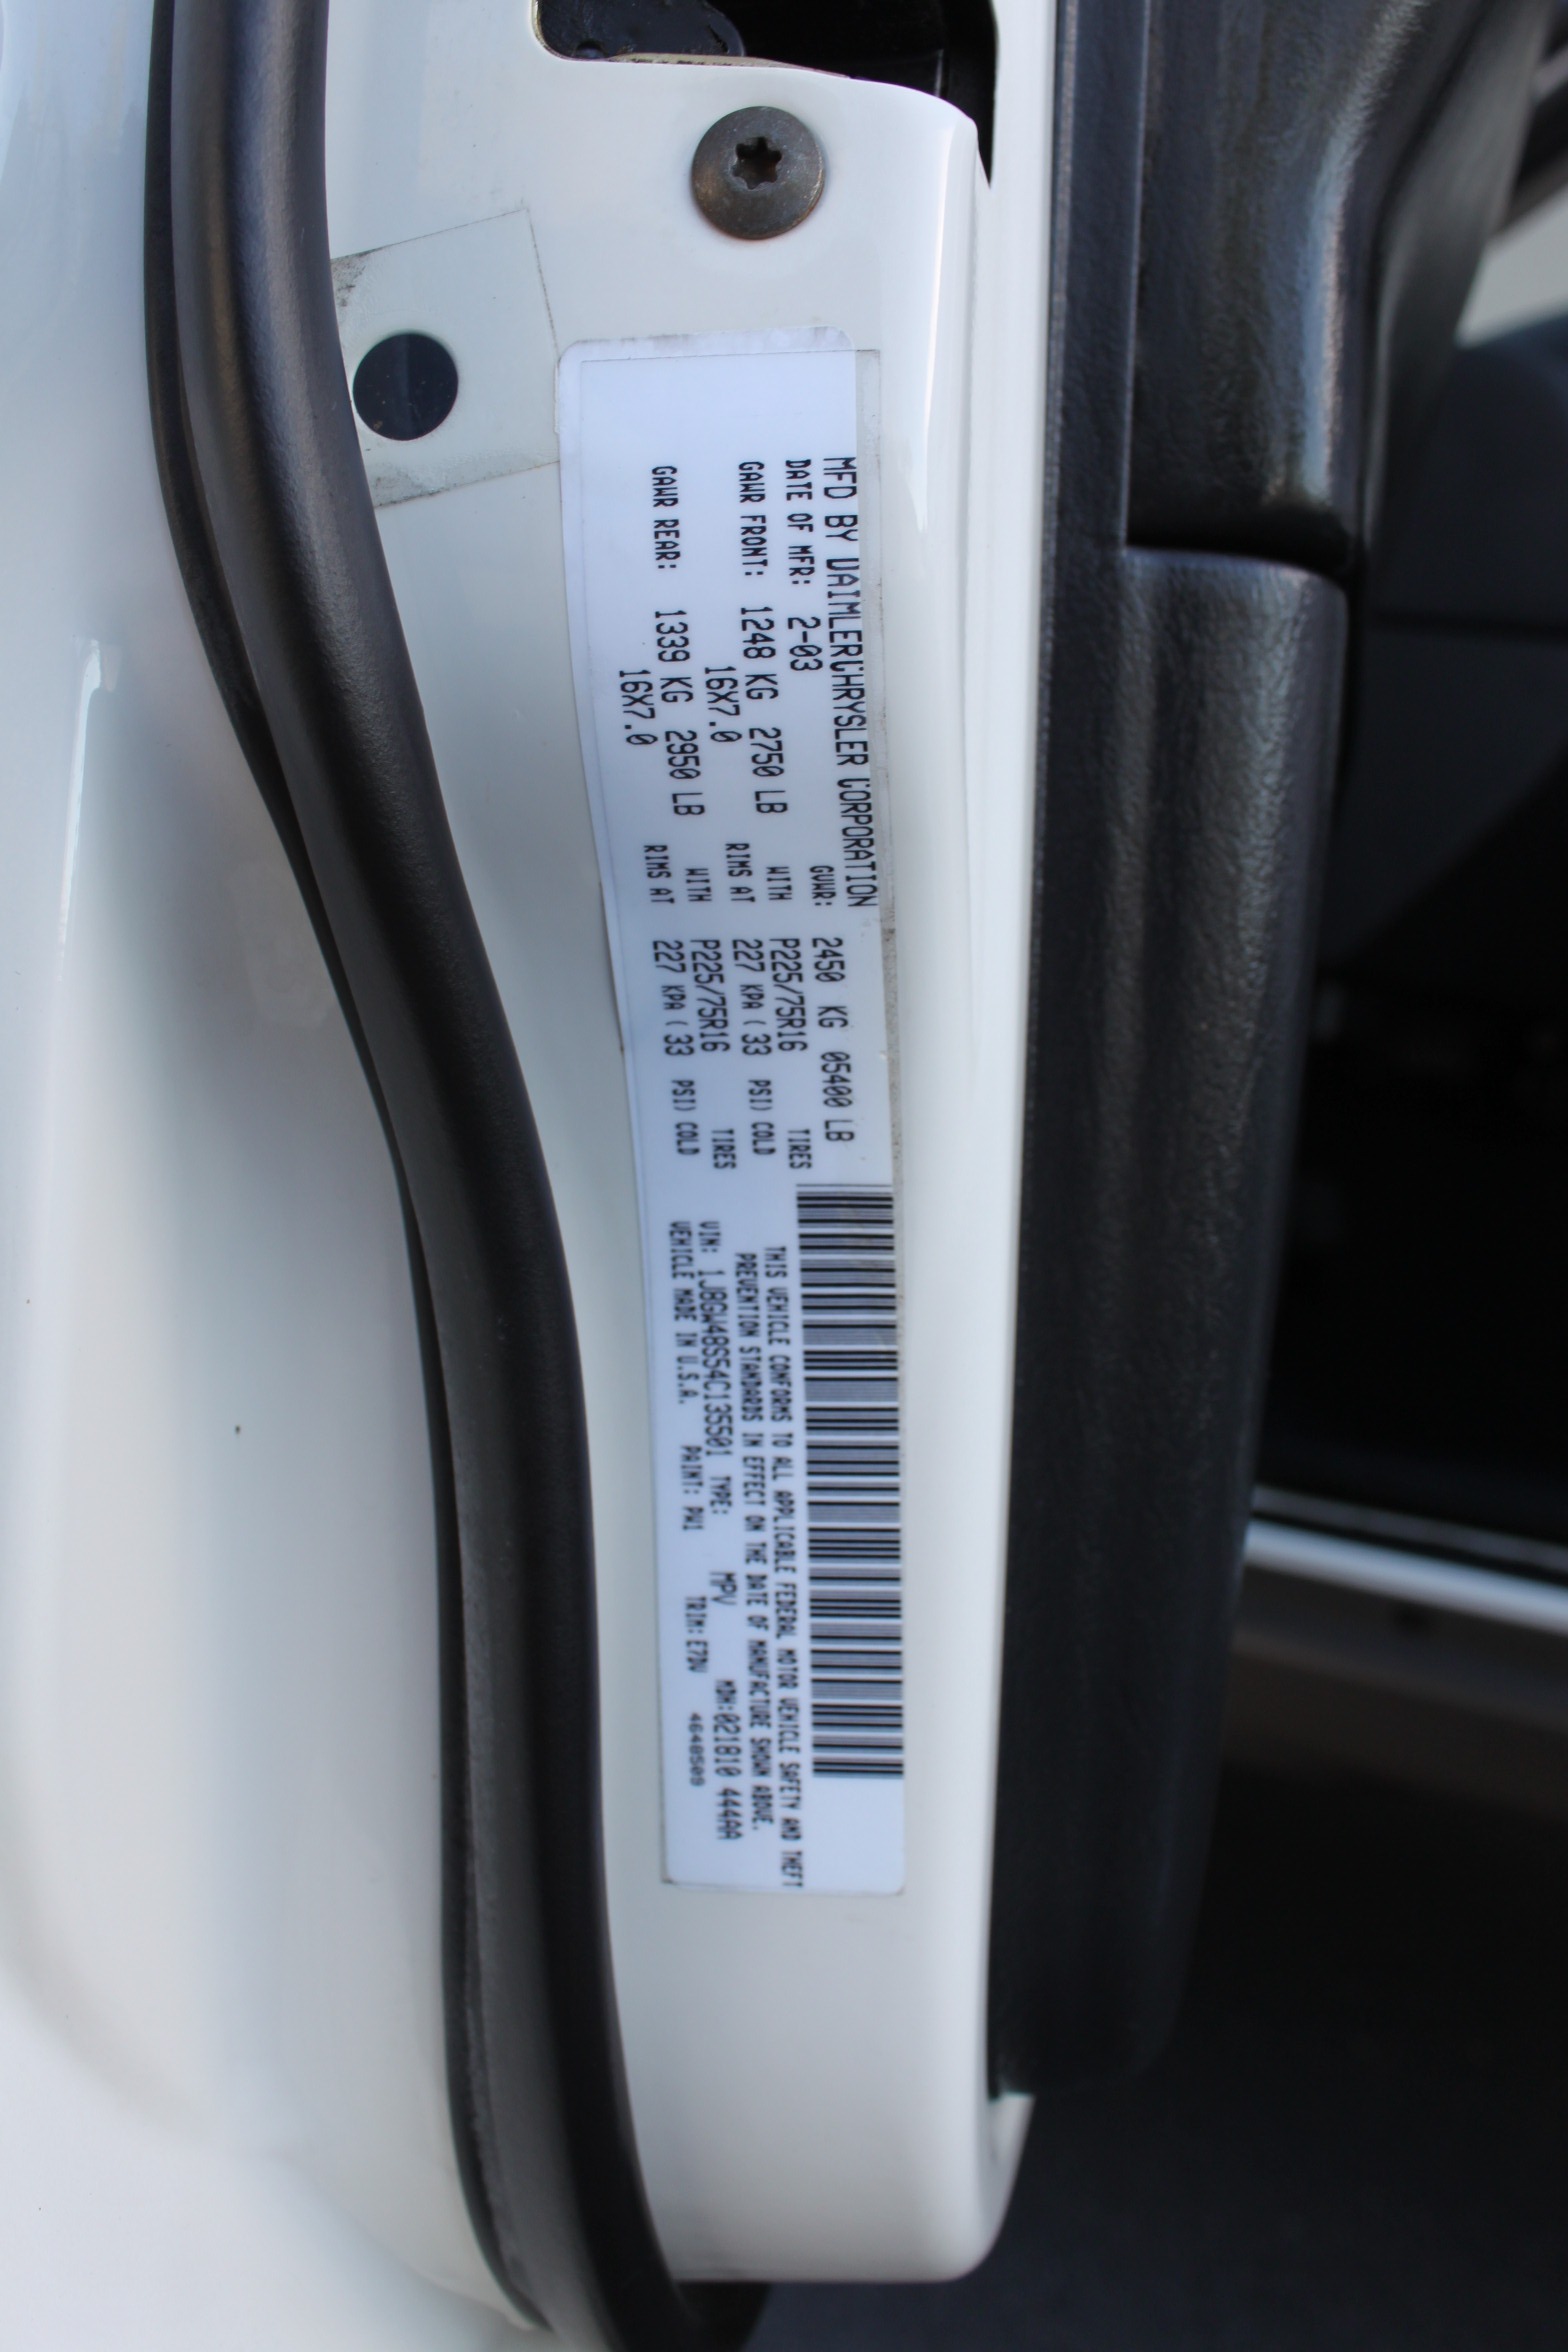 MFD BY DAIMLERCHRYSLER CORPORATION
DATE OF MFR: 2-03 GVWR: 2450 KG 05400 LB
GAWR FRONT: 1248 KG 2750 LB WITH P225/75R16 TIRES
16X7.0 RIMS AT 227 KPA ( 33 PSI) COLD
GAWR REAR: 1339 KG 2950 LB WITH P225/75R16 TIRES
16X7.0 RIMS AT 227 KPA ( 33 PSI) COLD
THIS VEHICLE CONFORMS TO ALL APPLICABLE FEDERAL MOTOR VEHICLE SAFETY AND THEFT
PREVENTION STANDARDS IN EFFECT ON THE DATE OF MANUFACTURE SHOWN ABOVE.
VIN: 1J8GW48S54C135501 TYPE: MPV MDH:021810 444AA
VEHICLE MADE IN U.S.A. PAINT: PW1 TRIM: E7DV 4648509